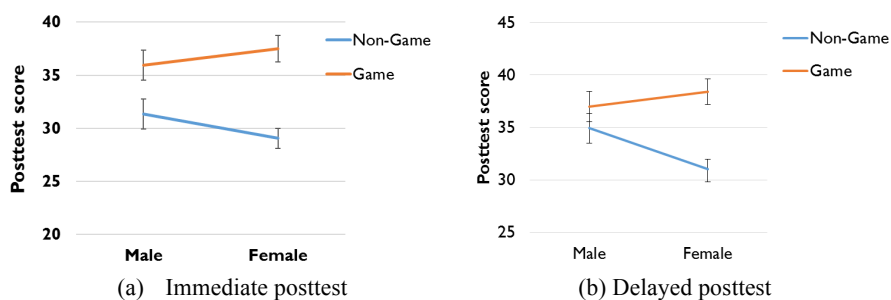 40
35
30
25
20
Posttest score
Male
Female
Non-Game
Game
(a) Immediate posttest
45
40
35
30
25
Posttest score
Male
Female
Non-Game
Game
(b) Delayed posttest